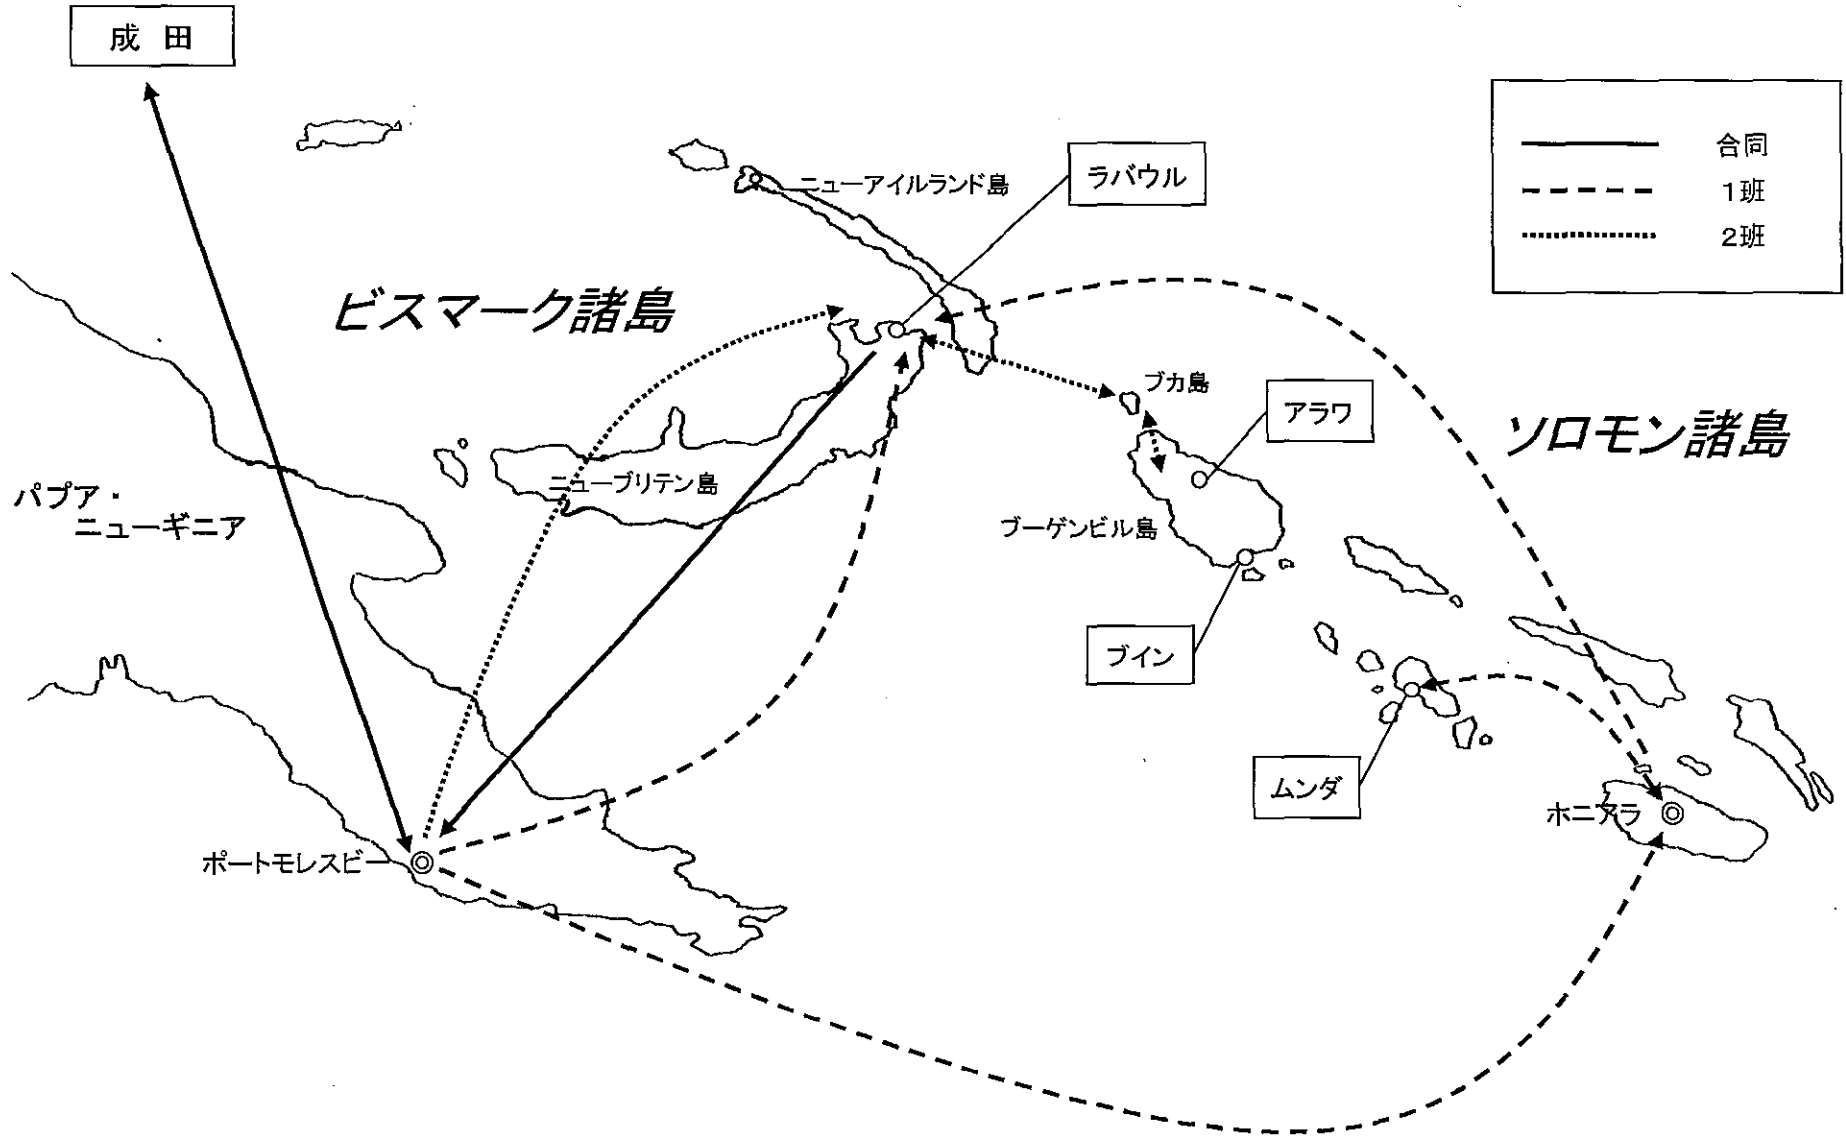 成 田
合同
1班
2班
ラバウル
ニューアイルランド島
ビスマーク諸島
ブカ島
アラワ
ソロモン諸島
ニューブリテン島
パプア・
ニューギニア
ブーゲンビル島
ブイン
ムンダ
ホニアラ
ポートモレスビー